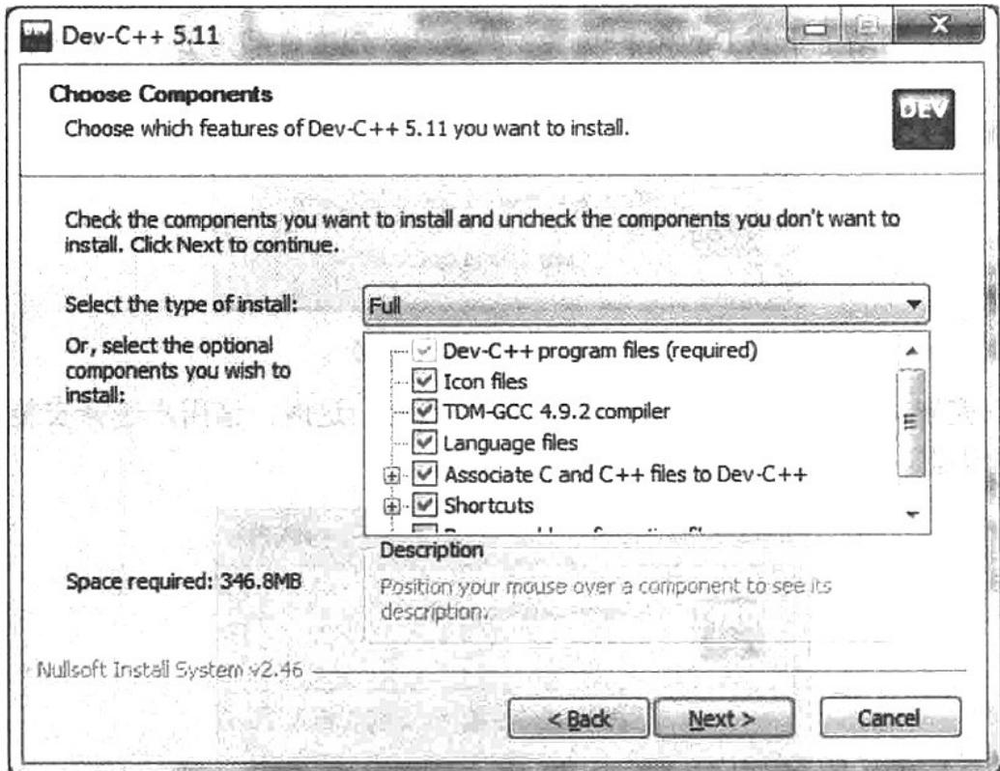 Dev-C++ 5.11
Choose Components
Choose which features of Dev-C++ 5.11 you want to install.
DEV
Check the components you want to install and uncheck the components you don't want to
install. Click Next to continue.
Select the type of install:
Full
Or, select the optional
components you wish to
install:
Dev-C++ program files (required)
Icon files
TDM-GCC 4.9.2 compiler
Language files
Associate C and C++ files to Dev-C++
Shortcuts
Space required: 346.8MB
Description
Position your mouse over a component to see its
description.
Nullsoft Install System v2.46
< Back
Next >
Cancel